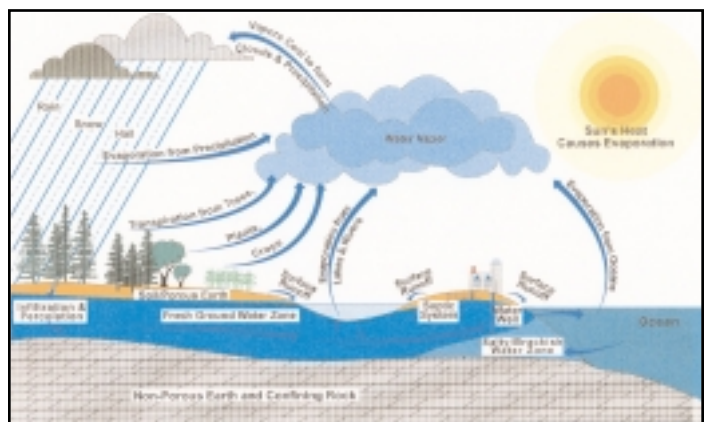 Vapors Cool to Form
Clouds & Precipitation
Rain
Snow
Hail
Water Vapor
Sun's Heat
Causes Evaporation
Evaporation from Precipitation
Transpiration from Trees,
Plants
Crops
Evaporation from
Lakes & Rivers
Evaporation from Oceans
Surface
Runoff
Surface
Runoff
Surface
Runoff
Soil/Porous Earth
Infiltration &
Percolation
Fresh Ground Water Zone
Septic
System
Water
Well
Ocean
Salty/Brackish
Water Zone
Non-Porous Earth and Confining Rock